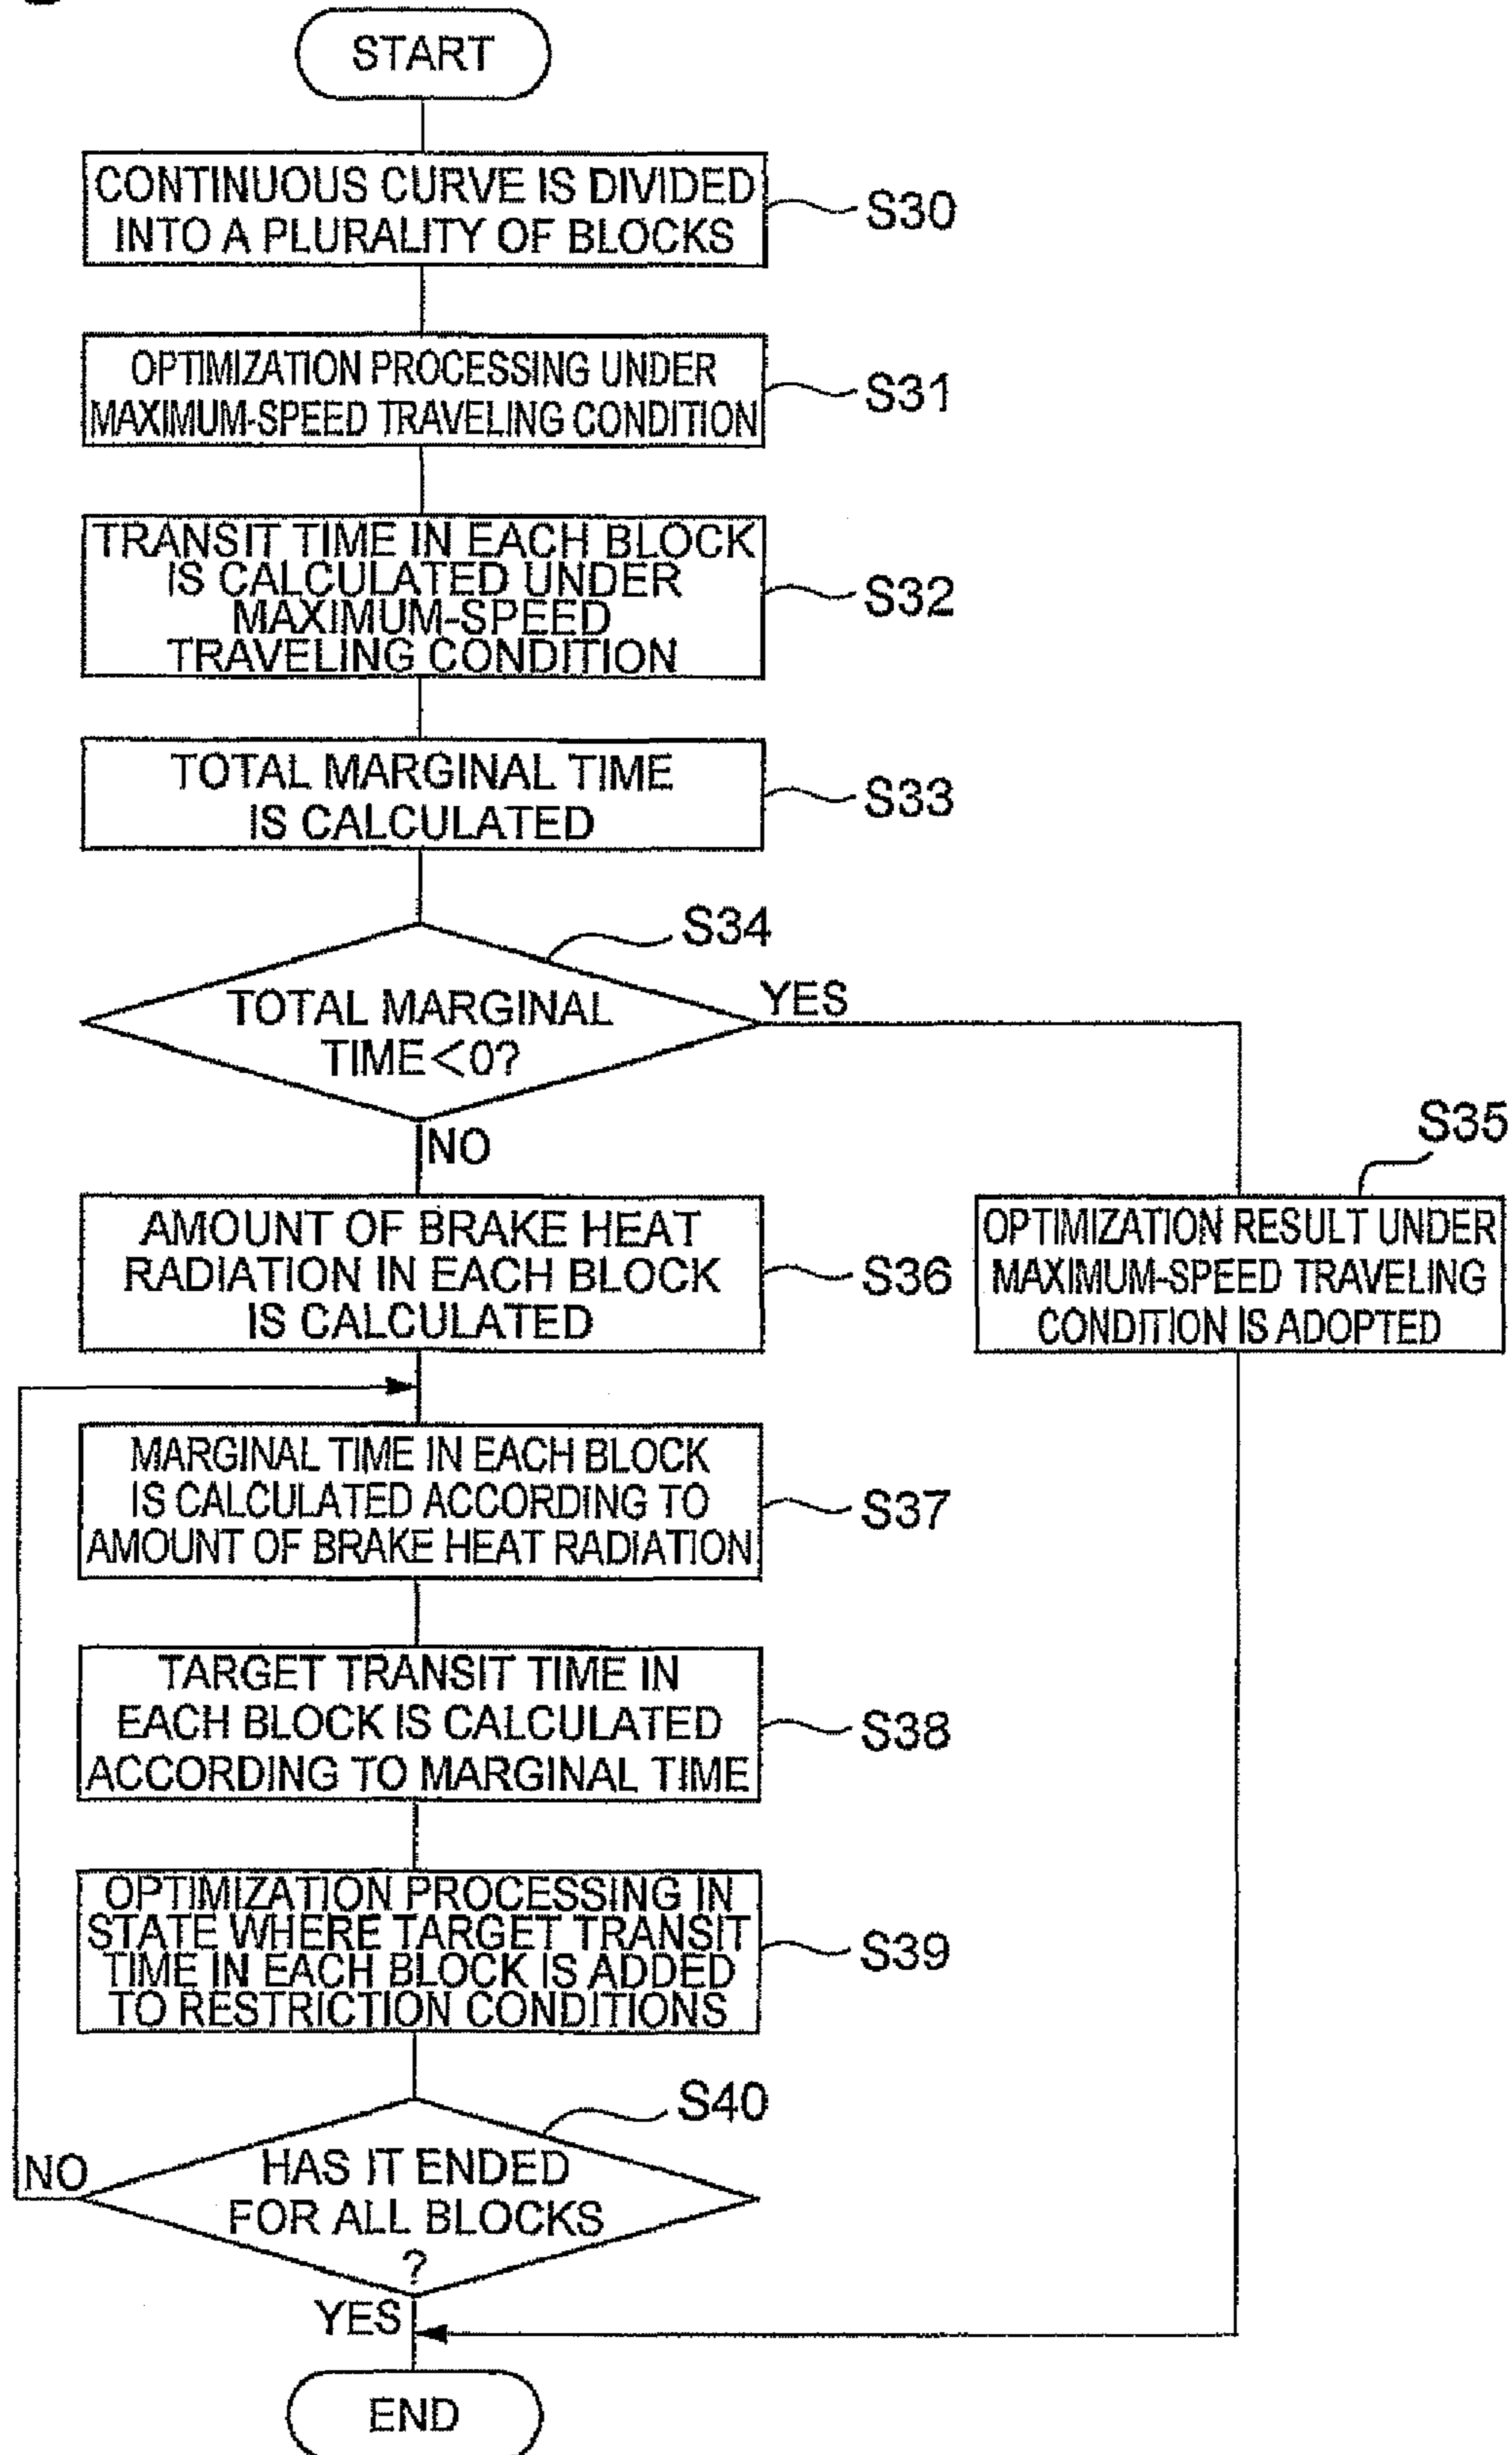 START
CONTINUOUS CURVE IS DIVIDED
INTO A PLURALITY OF BLOCKS
S30
OPTIMIZATION PROCESSING UNDER
MAXIMUM-SPEED TRAVELING CONDITION
S31
TRANSIT TIME IN EACH BLOCK
IS CALCULATED UNDER
MAXIMUM-SPEED
TRAVELING CONDITION
S32
TOTAL MARGINAL TIME
IS CALCULATED
S33
S34
TOTAL MARGINAL
TIME<0?
YES
NO
S35
OPTIMIZATION RESULT UNDER
MAXIMUM-SPEED TRAVELING
CONDITION IS ADOPTED
AMOUNT OF BRAKE HEAT
RADIATION IN EACH BLOCK
IS CALCULATED
S36
MARGINAL TIME IN EACH BLOCK
IS CALCULATED ACCORDING TO
AMOUNT OF BRAKE HEAT RADIATION
S37
TARGET TRANSIT TIME IN
EACH BLOCK IS CALCULATED
ACCORDING TO MARGINAL TIME
S38
OPTIMIZATION PROCESSING IN
STATE WHERE TARGET TRANSIT
TIME IN EACH BLOCK IS ADDED
TO RESTRICTION CONDITIONS
S39
S40
HAS IT ENDED
FOR ALL BLOCKS
?
NO
YES
END